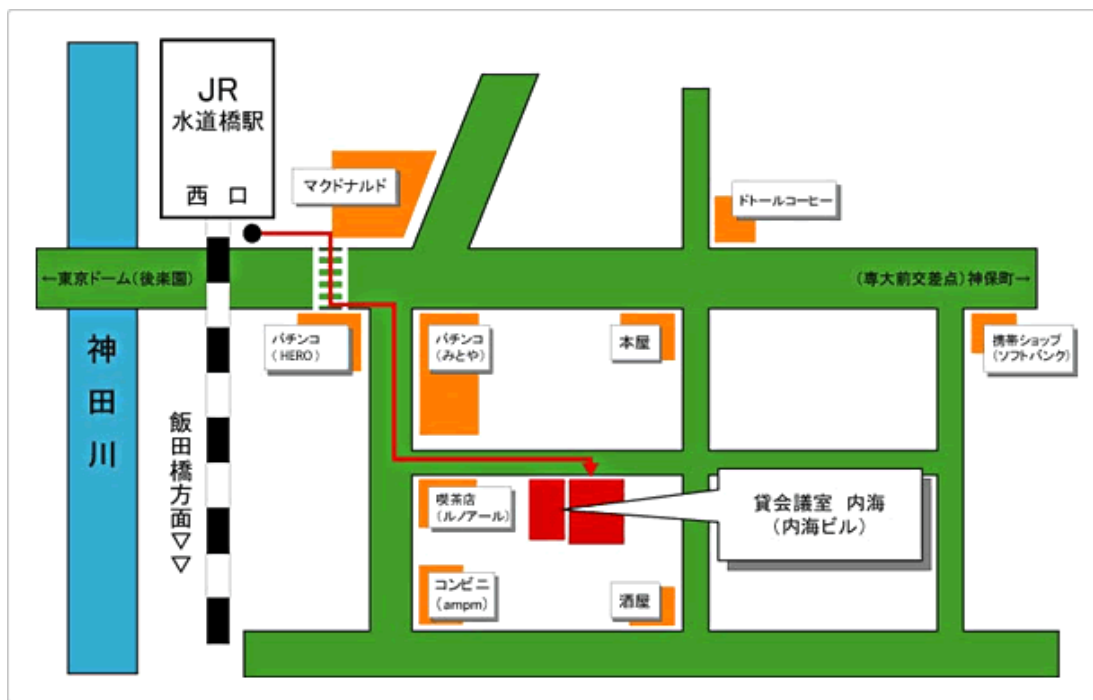 JR
水道橋駅
西 口
マクドナルド
ドトールコーヒー
←東京ドーム(後楽園)
(専大前交差点)神保町→
パチンコ
(HERO)
パチンコ
(みとや)
本屋
携帯ショップ
(ソフトバンク)
神田川
飯田橋方面▽▽
喫茶店
(ルノアール)
貸会議室 内海
(内海ビル)
コンビニ
(ampm)
酒屋